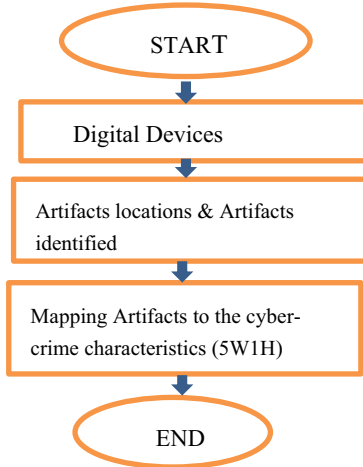 START
Digital Devices
Artifacts locations & Artifacts
identified
Mapping Artifacts to the cyber-
crime characteristics (5W1H)
END